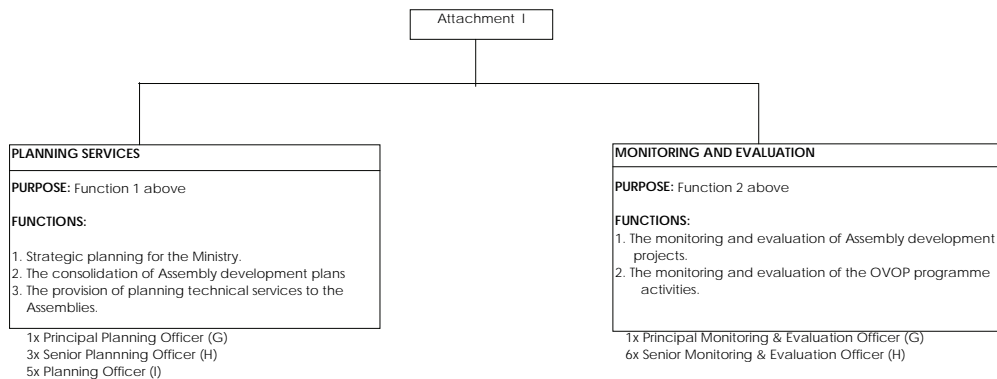 Attachment I
PLANNING SERVICES
PURPOSE: Function 1 above
FUNCTIONS:
1. Strategic planning for the Ministry.
2. The consolidation of Assembly development plans
3. The provision of planning technical services to the
Assemblies.
1x Principal Planning Officer (G)
3x Senior Plannning Officer (H)
5x Planning Officer (I)
MONITORING AND EVALUATION
PURPOSE: Function 2 above
FUNCTIONS:
1. The monitoring and evaluation of Assembly development
projects.
2. The monitoring and evaluation of the OVOP programme
activities.
1x Principal Monitoring & Evaluation Officer (G)
6x Senior Monitoring & Evaluation Officer (H)